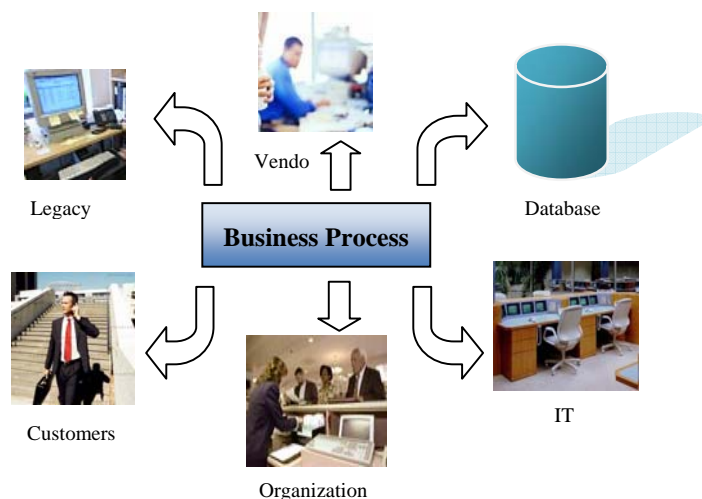 Vendo
Legacy
Database
Business Process
Customers
IT
Organization